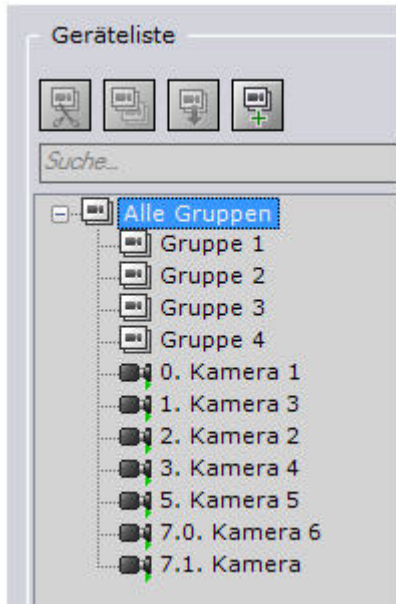 Geräteliste
Suche...
Alle Gruppen
Gruppe 1
Gruppe 2
Gruppe 3
Gruppe 4
0. Kamera 1
1. Kamera 3
2. Kamera 2
3. Kamera 4
5. Kamera 5
7.0. Kamera 6
7.1. Kamera